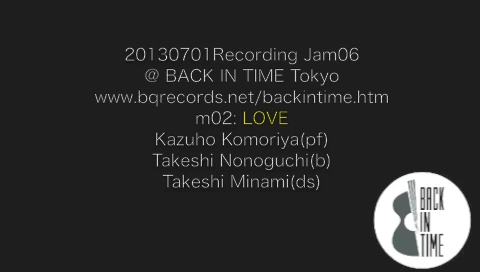 20130701Recording Jam06
@ BACK IN TIME Tokyo
www.bqrecords.net/backintime.htm
m02: LOVE
Kazuho Komoriya(pf)
Takeshi Nonoguchi(b)
Takeshi Minami(ds)
BACK
IN
TIME